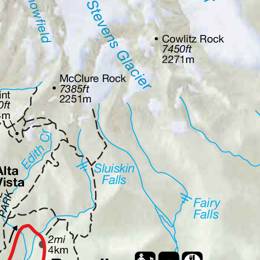 Stevens Glacier
Cowlitz Rock
7450ft
2271m
McClure Rock
7385ft
2251m
Edith Cr
Alta
Vista
Sluiskin
Falls
Fairy
Falls
PARK
2mi
4km